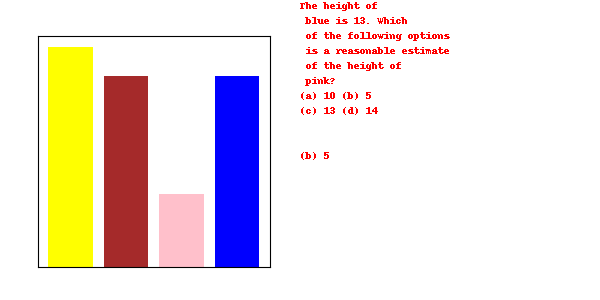 The height of
blue is 13. Which
of the following options
is a reasonable estimate
of the height of
pink?
(a) 10 (b) 5
(c) 13 (d) 14
(b) 5